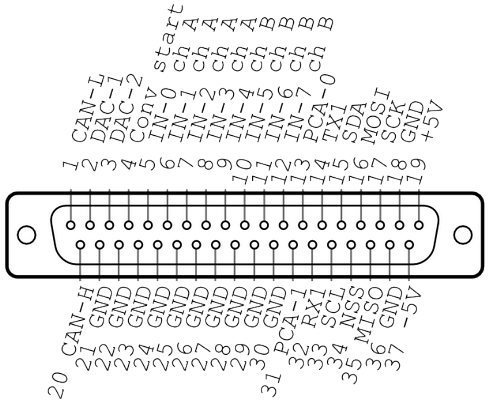 1 CAN-L
2 DAC-1
3 DAC-2
4 Conv start
5 IN-0 ch A
6 IN-1 ch A
7 IN-2 ch A
8 IN-3 ch A
9 IN-4 ch B
10 IN-5 ch B
11 IN-6 ch B
12 IN-7 ch B
13 PCA-0
14 TX1
15 SDA
16 MOSI
17 SCK
18 GND
19 +5V
20 CAN-H
21 GND
22 GND
23 GND
24 GND
25 GND
26 GND
27 GND
28 GND
29 GND
30 GND
31 PCA-1
32 RX1
33 SCL
34 NSS
35 MISO
36 GND
37 -5V